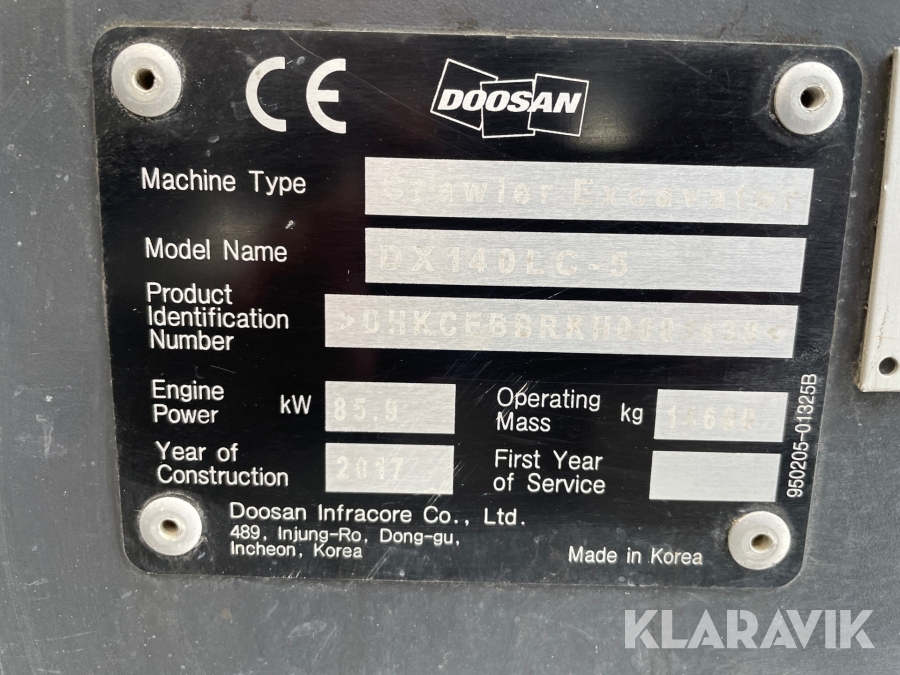 CE
DOOSAN
Machine Type Crawler Excavator
Model Name DX140LC-5
Product
Identification
Number
Engine
Power kW 85.9
Operating
Mass kg
Year of
Construction 2017
First Year
of Service
950205-01325B
Doosan Infracore Co., Ltd.
489, Injung-Ro, Dong-gu,
Incheon, Korea
Made in Korea
KLARAVIK